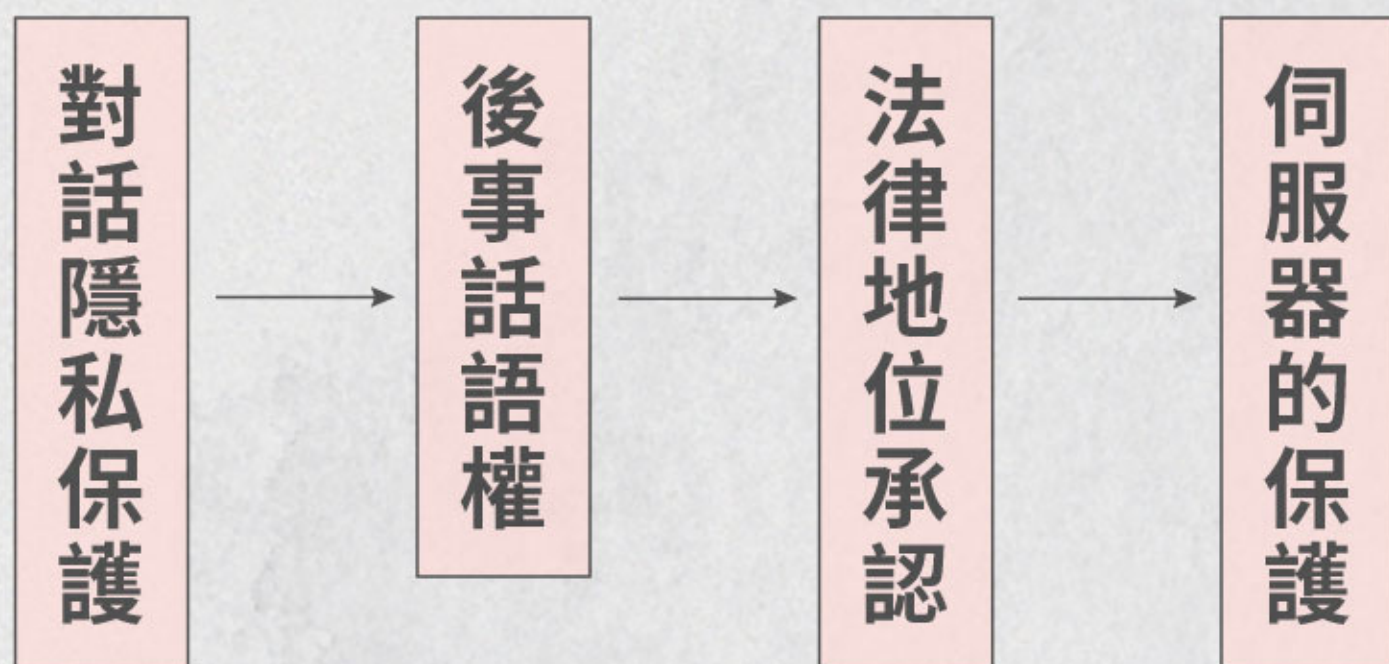 對話隱私保護
後事話語權
法律地位承認
伺服器的保護